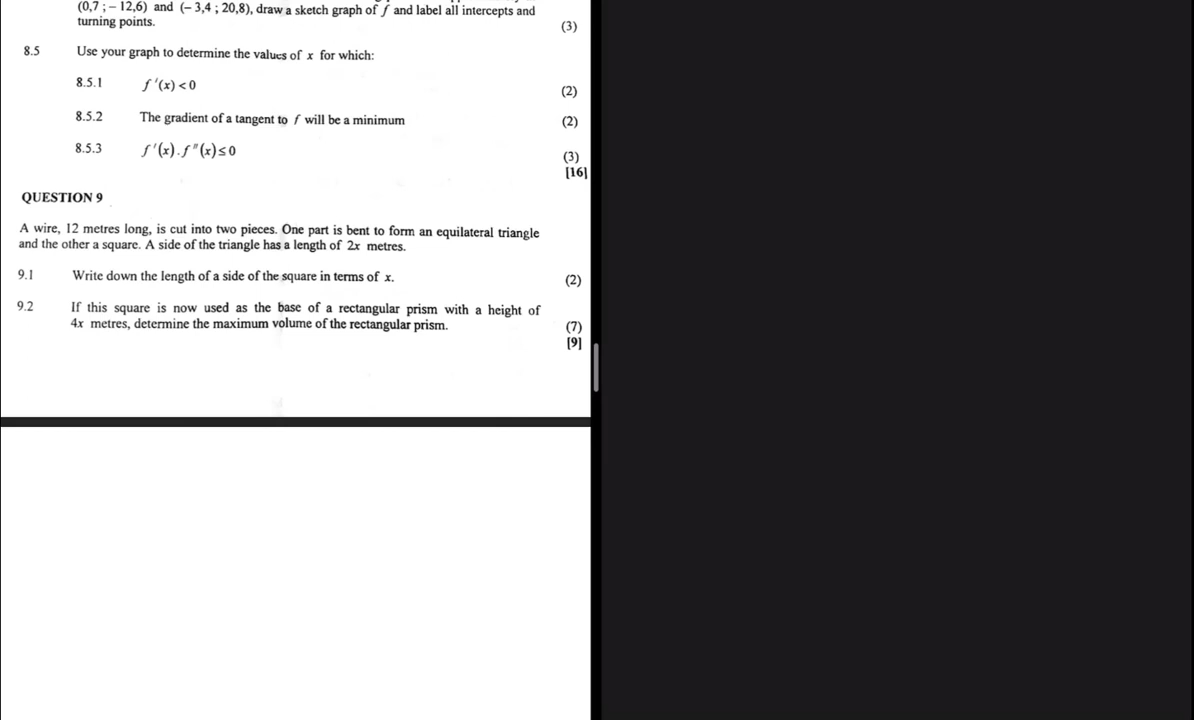 (0,7 ; – 12,6) and (– 3,4 ; 20,8), draw a sketch graph of f and label all intercepts and
turning points. (3)
8.5 Use your graph to determine the values of x for which:
8.5.1 f ′(x) < 0 (2)
8.5.2 The gradient of a tangent to f will be a minimum (2)
8.5.3 f ′(x) . f ″(x) ≤ 0 (3)
[16]
QUESTION 9
A wire, 12 metres long, is cut into two pieces. One part is bent to form an equilateral triangle
and the other a square. A side of the triangle has a length of 2x metres.
9.1 Write down the length of a side of the square in terms of x. (2)
9.2 If this square is now used as the base of a rectangular prism with a height of
4x metres, determine the maximum volume of the rectangular prism. (7)
[9]